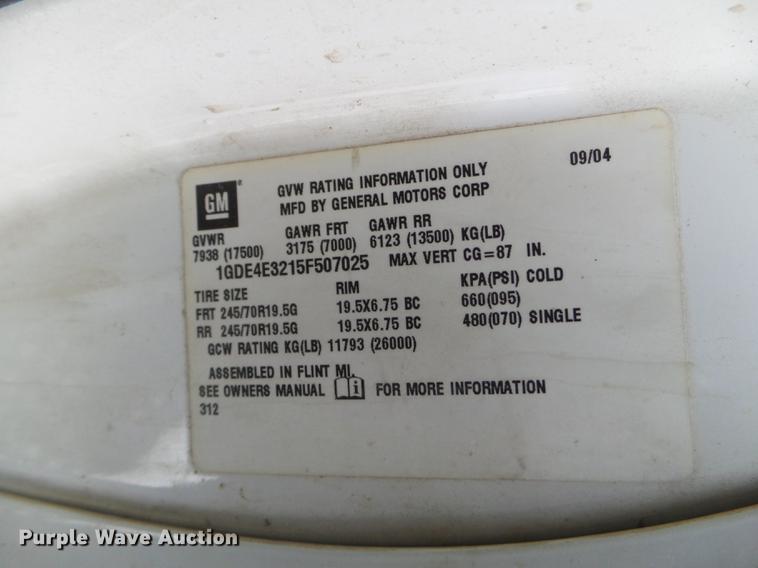 GM ®
GVW RATING INFORMATION ONLY 09/04
MFD BY GENERAL MOTORS CORP
GVWR GAWR FRT GAWR RR
7938 (17500) 3175 (7000) 6123 (13500) KG(LB)
1GDE4E3215F507025 MAX VERT CG=87 IN.
TIRE SIZE RIM KPA(PSI) COLD
FRT 245/70R19.5G 19.5X6.75 BC 660(095)
RR 245/70R19.5G 19.5X6.75 BC 480(070) SINGLE
GCW RATING KG(LB) 11793 (26000)
ASSEMBLED IN FLINT MI.
SEE OWNERS MANUAL i FOR MORE INFORMATION
312
Purple Wave Auction